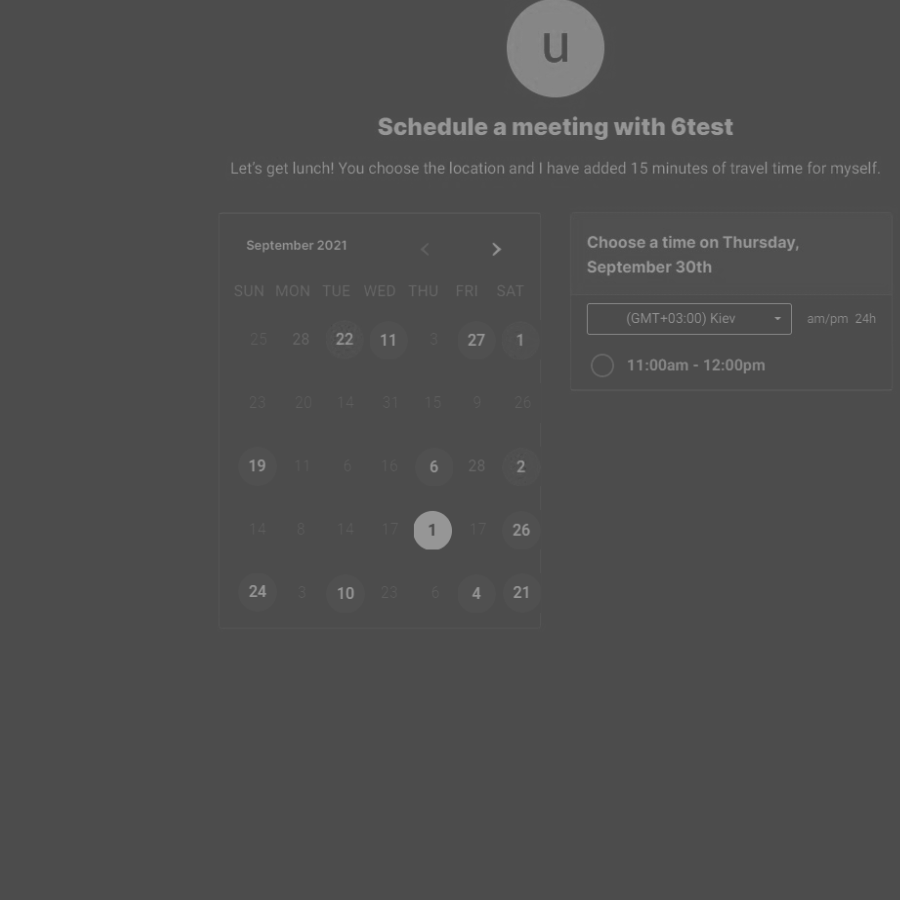 u
Schedule a meeting with 6test
Let's get lunch! You choose the location and I have added 15 minutes of travel time for myself.
September 2021
SUN MON TUE WED THU FRI SAT
25 28 22 11 3 27 1
23 20 14 31 15 9 26
19 11 6 16 6 28 2
14 8 14 17 1 17 26
24 3 10 23 6 4 21
Choose a time on Thursday,
September 30th
(GMT+03:00) Kiev am/pm 24h
11:00am - 12:00pm